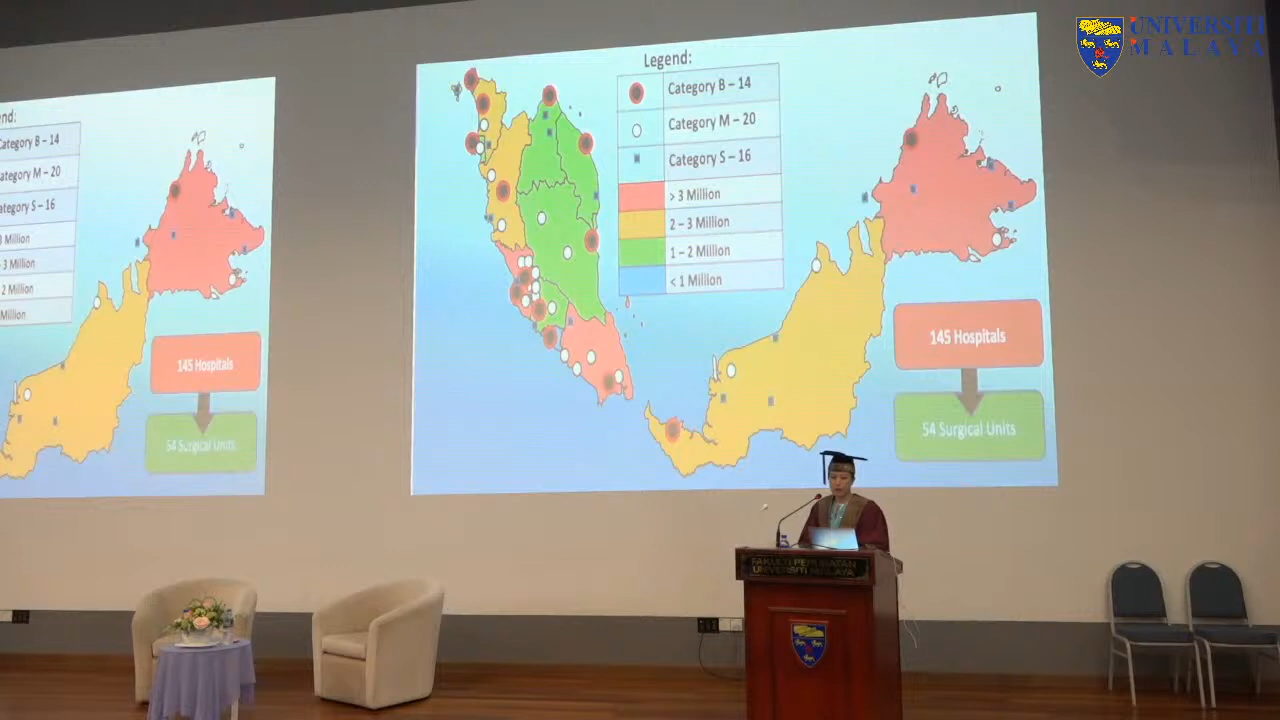 UNIVERSITI
MALAYA
Legend:
Category B – 14
Category M – 20
Category S – 16
> 3 Million
2 – 3 Million
1 – 2 Million
< 1 Million
145 Hospitals
54 Surgical Units
end:
Category B – 14
Category M – 20
ategory S – 16
Million
3 Million
2 Million
Million
145 Hospitals
54 Surgical Units
FAKULTI PERUBATAN
UNIVERSITI MALAYA